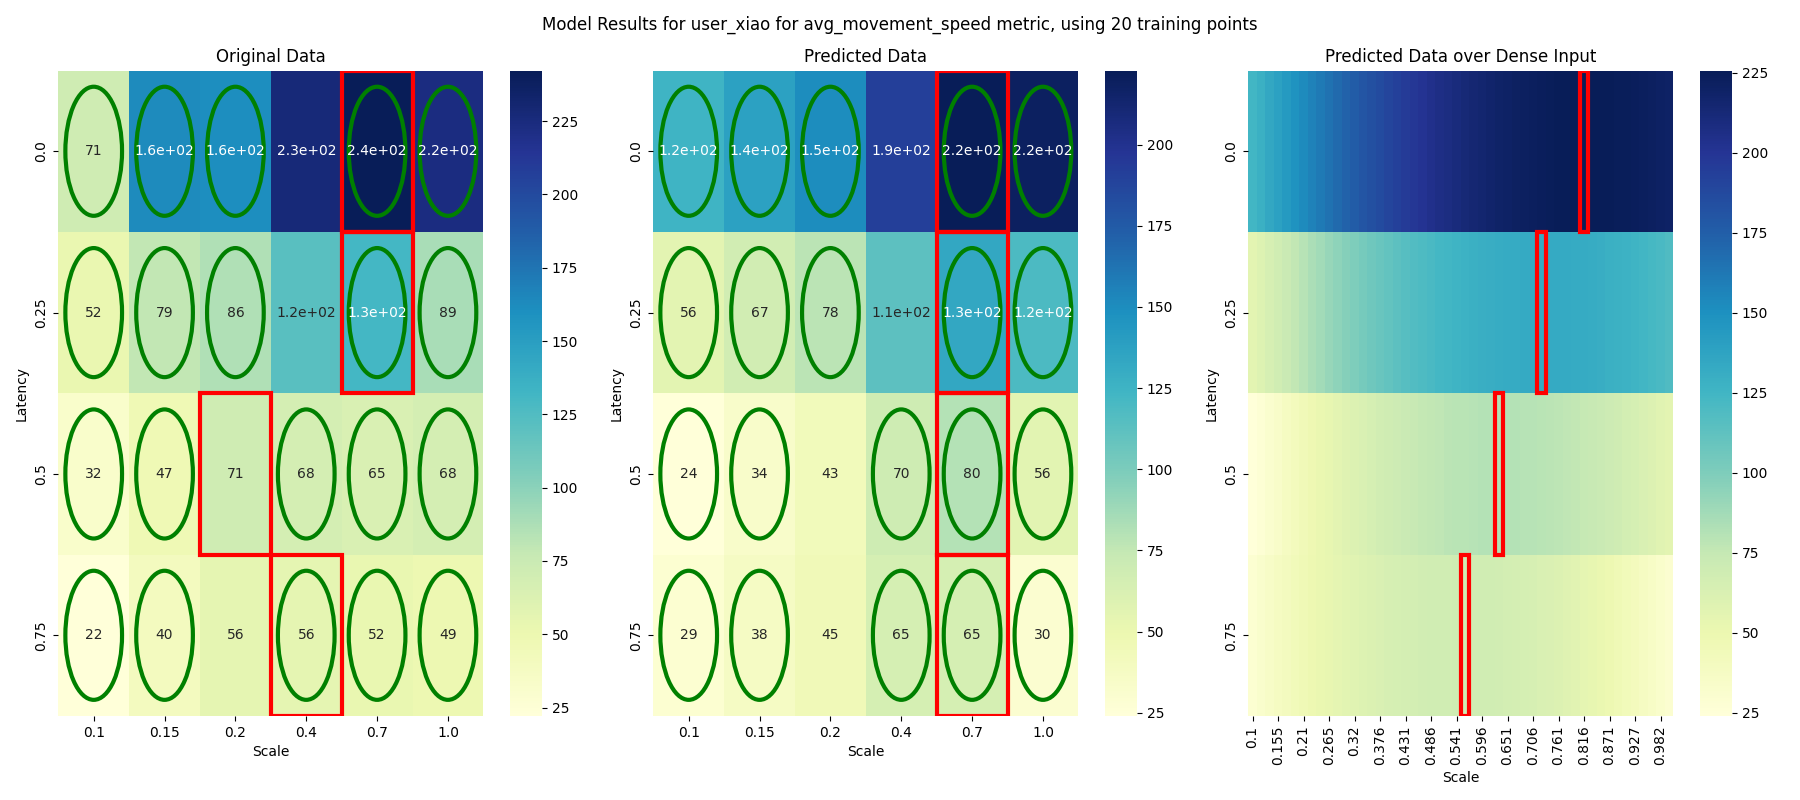 Model Results for user_xiao for avg_movement_speed metric, using 20 training points
Original Data
Latency
0.0 71 1.6e+02 1.6e+02 2.3e+02 2.4e+02 2.2e+02
0.25 52 79 86 1.2e+02 1.3e+02 89
0.5 32 47 71 68 65 68
0.75 22 40 56 56 52 49
0.1 0.15 0.2 0.4 0.7 1.0
Scale
225
200
175
150
125
100
75
50
25
Predicted Data
Latency
0.0 1.2e+02 1.4e+02 1.5e+02 1.9e+02 2.2e+02 2.2e+02
0.25 56 67 78 1.1e+02 1.3e+02 1.2e+02
0.5 24 34 43 70 80 56
0.75 29 38 45 65 65 30
0.1 0.15 0.2 0.4 0.7 1.0
Scale
200
175
150
125
100
75
50
25
Predicted Data over Dense Input
Latency
0.0
0.25
0.5
0.75
0.1 0.155 0.21 0.265 0.32 0.376 0.431 0.486 0.541 0.596 0.651 0.706 0.761 0.816 0.871 0.927 0.982
Scale
225
200
175
150
125
100
75
50
25